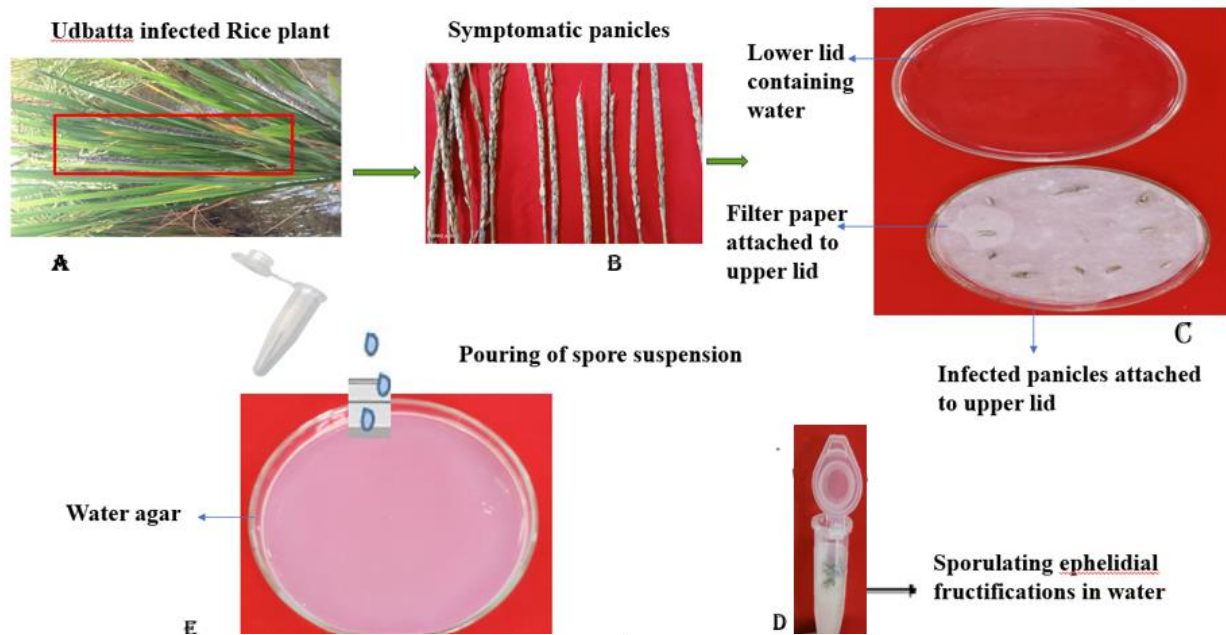 Udbatta infected Rice plant
Symptomatic panicles
Lower lid
containing
water
A
B
Filter paper
attached to
upper lid
C
Infected panicles attached
to upper lid
Pouring of spore suspension
Water agar
E
D
Sporulating ephelidial
fructifications in water